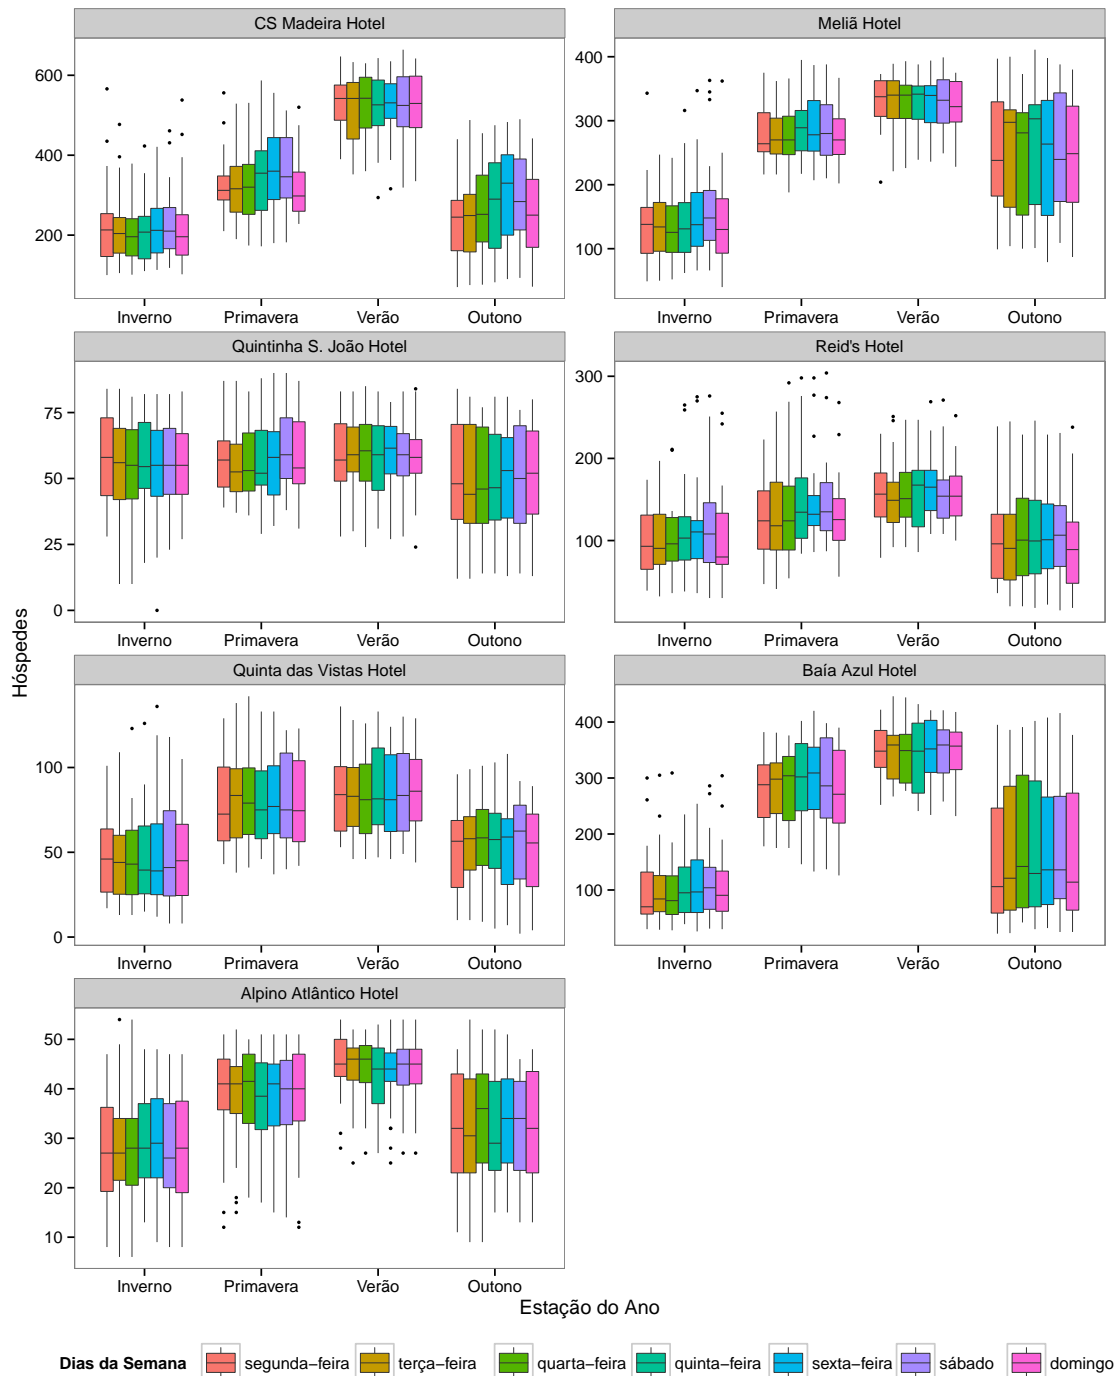 CS Madeira Hotel
Meliã Hotel
600
400
200
400
300
200
100
Inverno Primavera Verão Outono
Inverno Primavera Verão Outono
Quintinha S. João Hotel
Reid's Hotel
75
50
25
0
300
200
100
Inverno Primavera Verão Outono
Inverno Primavera Verão Outono
Hóspedes
Quinta das Vistas Hotel
Baía Azul Hotel
100
50
0
400
300
200
100
Inverno Primavera Verão Outono
Inverno Primavera Verão Outono
Alpino Atlântico Hotel
50
40
30
20
10
Inverno Primavera Verão Outono
Estação do Ano
Dias da Semana segunda−feira terça−feira quarta−feira quinta−feira sexta−feira sábado domingo